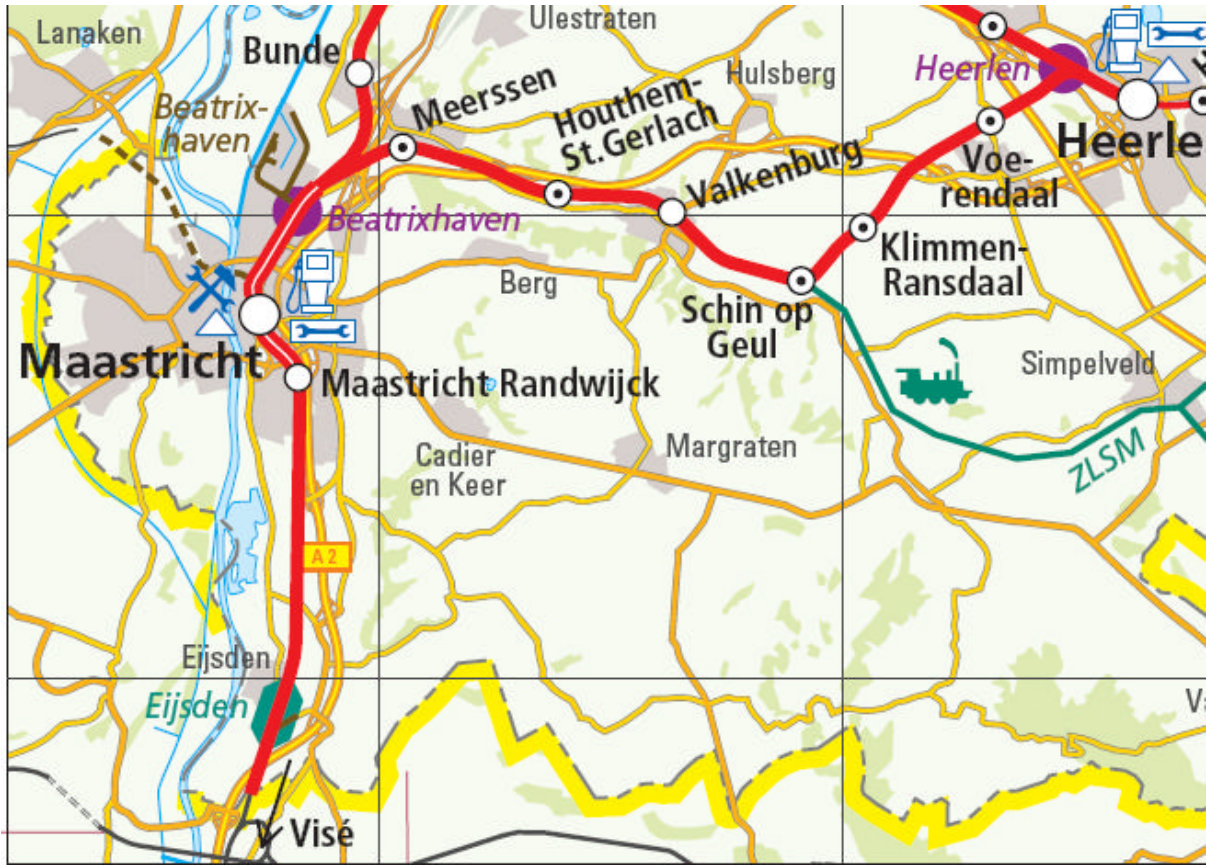 Lanaken
Ulestraten
Bunde
Meerssen
Houthem-
St.Gerlach
Hulsberg
Heerlen
Beatrix-
haven
Valkenburg
Voe-
rendaal
Heerle
Beatrixhaven
Klimmen-
Ransdaal
Berg
Schin op
Geul
Maastricht
Maastricht Randwijck
Simpelveld
Cadier
en Keer
Margraten
ZLSM
A2
Eijsden
Eijsden
Visé